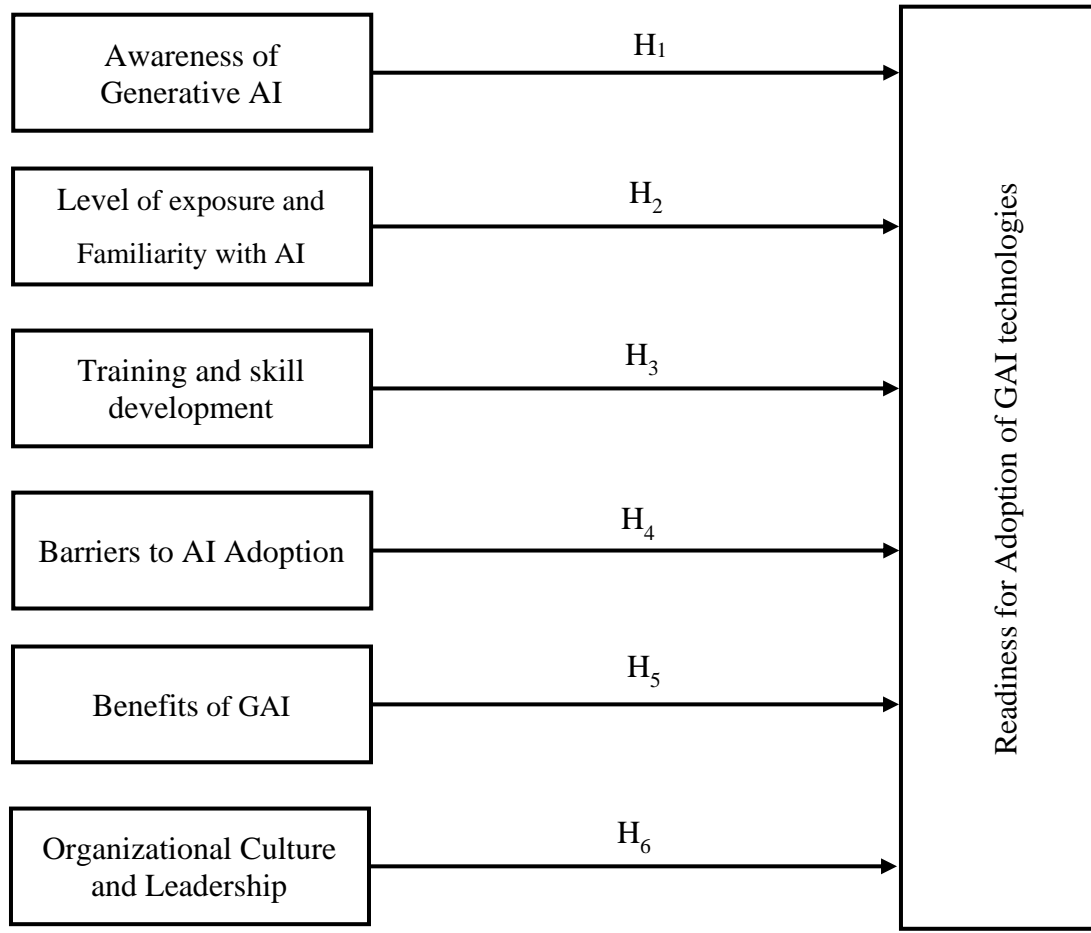 Awareness of
Generative AI
H₁
Level of exposure and
Familiarity with AI
H₂
Training and skill
development
H₃
Barriers to AI Adoption
H₄
Benefits of GAI
H₅
Organizational Culture
and Leadership
H₆
Readiness for Adoption of GAI technologies